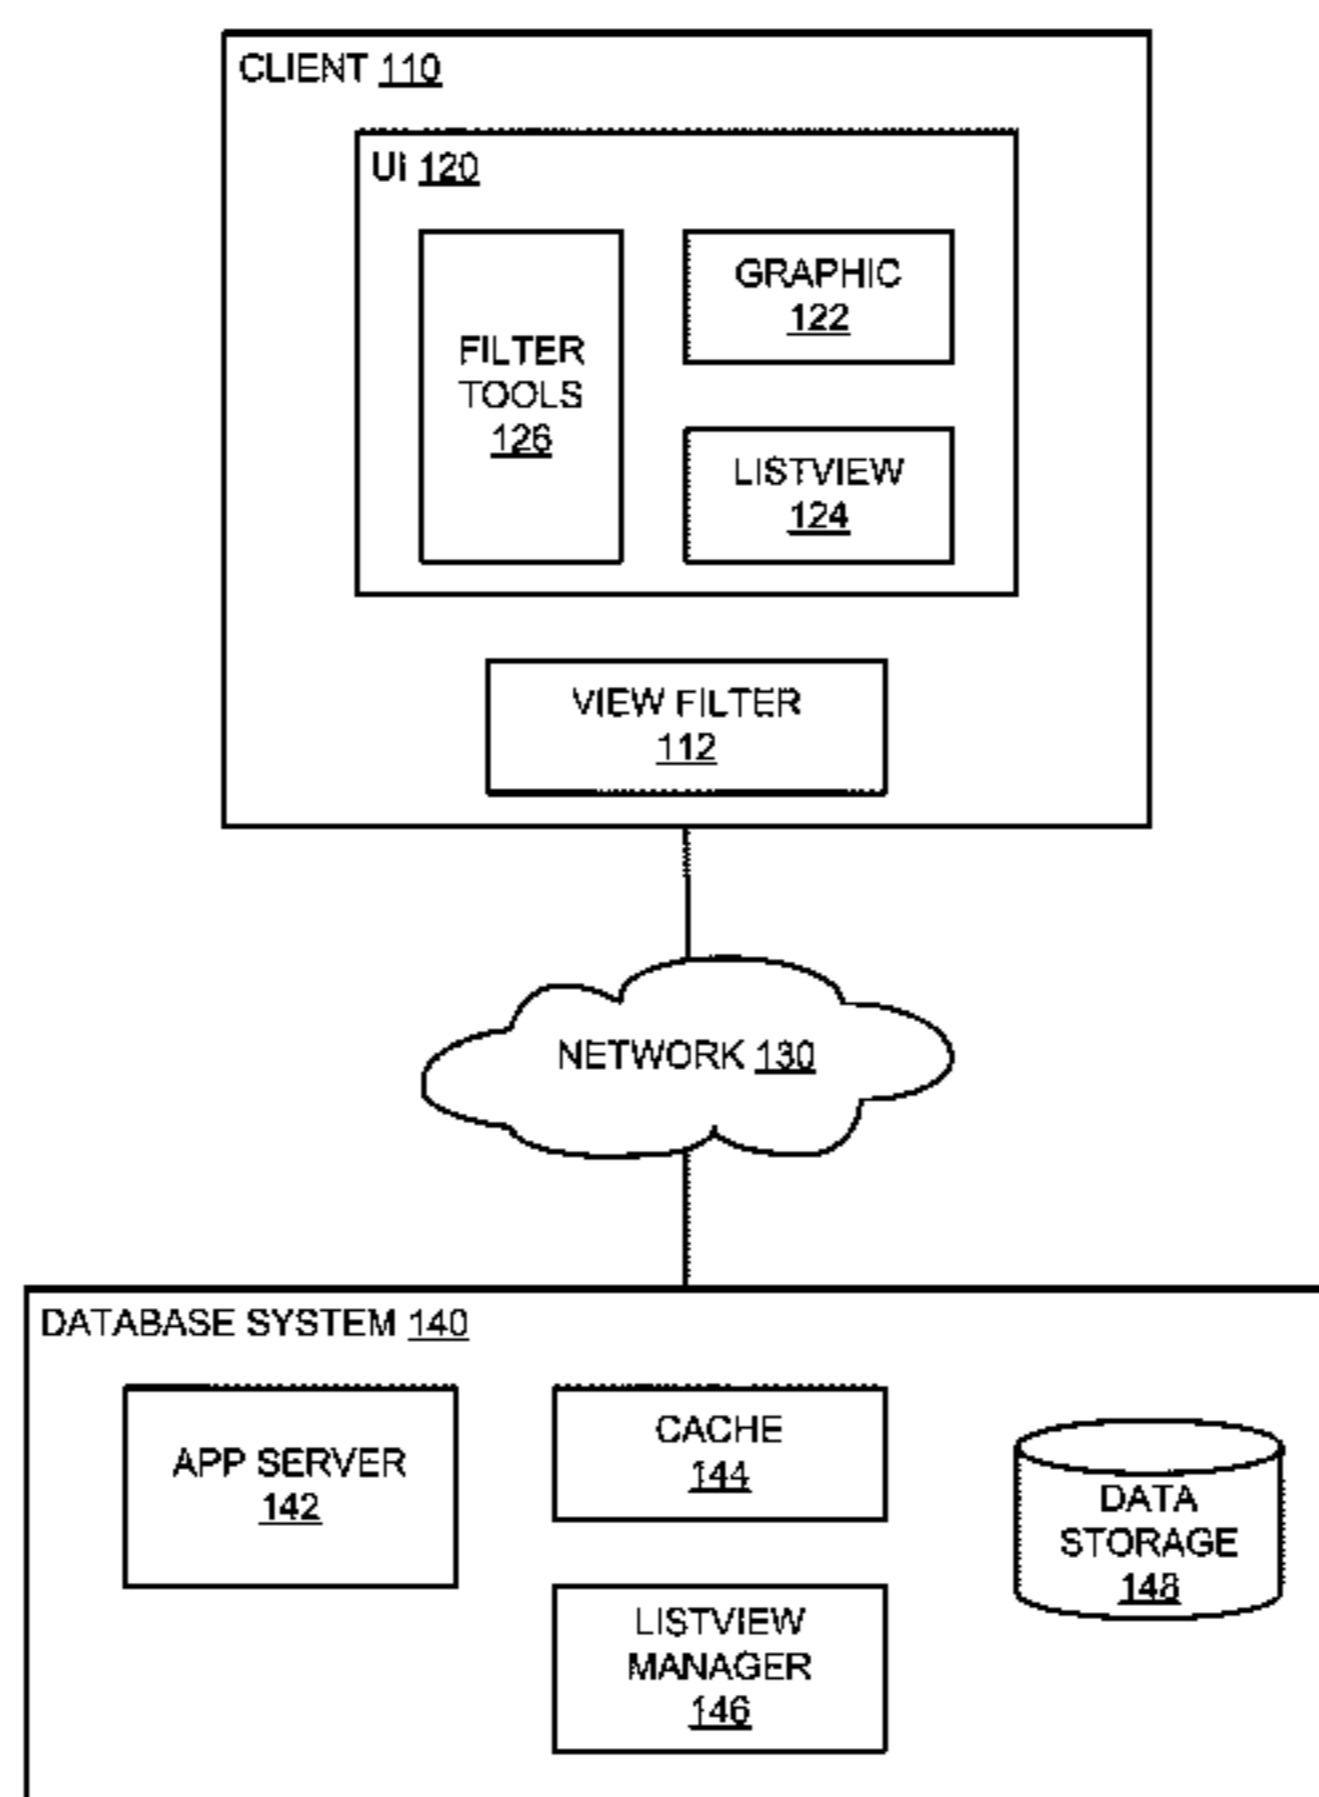 CLIENT 110
UI 120
FILTER
TOOLS
126
GRAPHIC
122
LISTVIEW
124
VIEW FILTER
112
NETWORK 130
DATABASE SYSTEM 140
APP SERVER
142
CACHE
144
LISTVIEW
MANAGER
146
DATA
STORAGE
148